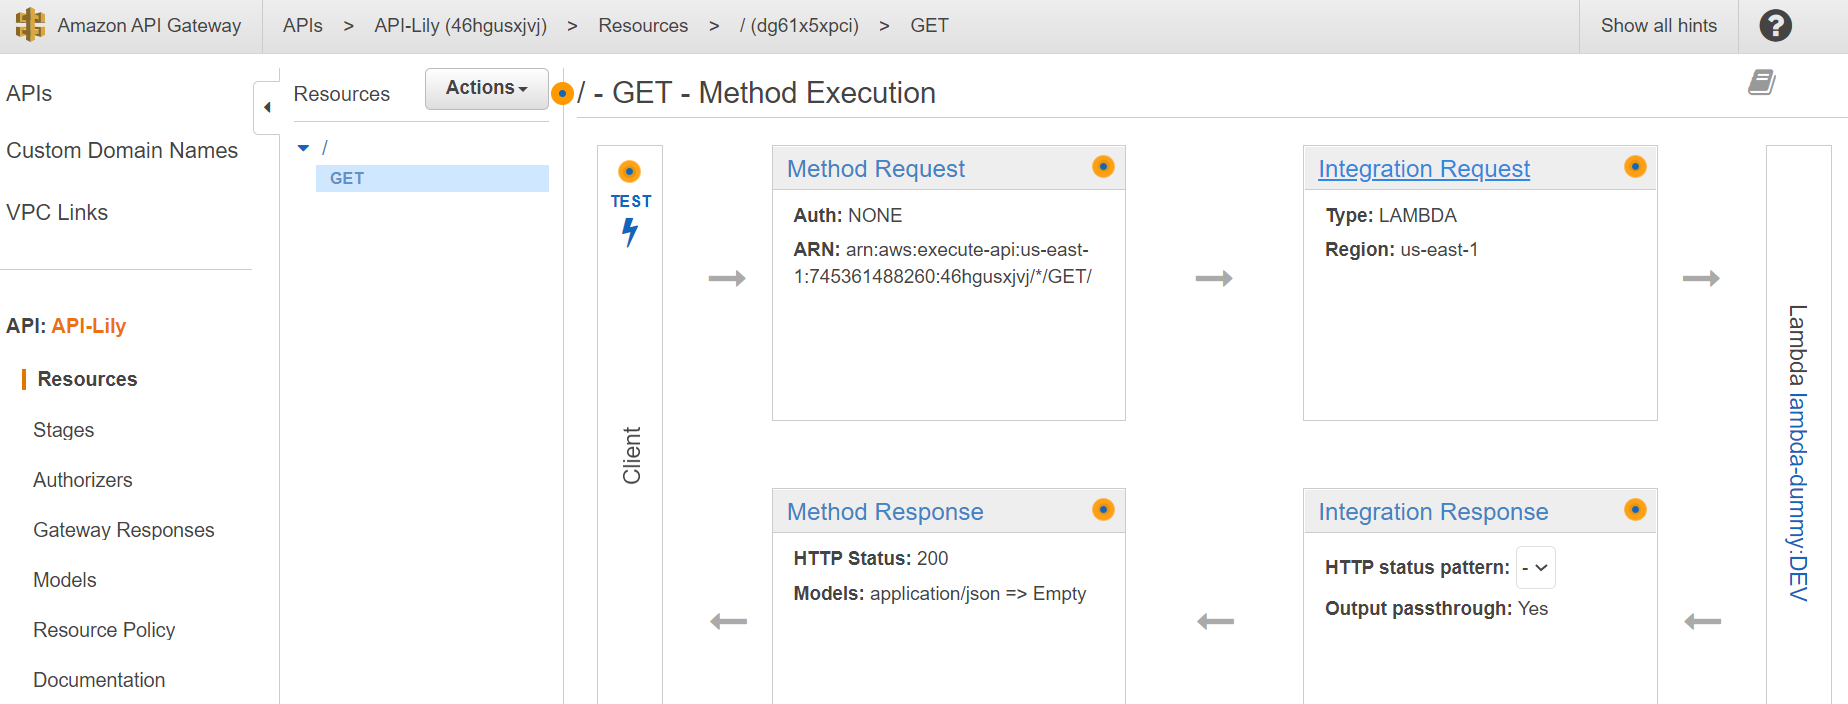 Amazon API Gateway
APIs > API-Lily (46hgusxjvj) > Resources > / (dg61x5xpci) > GET
Show all hints
?
APIs
Custom Domain Names
VPC Links
API: API-Lily
Resources
Stages
Authorizers
Gateway Responses
Models
Resource Policy
Documentation
Resources
Actions
/
GET
/ - GET - Method Execution
TEST
Client
Method Request
Auth: NONE
ARN: arn:aws:execute-api:us-east-
1:745361488260:46hgusxjvj/*/GET/
Integration Request
Type: LAMBDA
Region: us-east-1
Lambda lambda-dummy:DEV
Method Response
HTTP Status: 200
Models: application/json => Empty
Integration Response
HTTP status pattern: -
Output passthrough: Yes